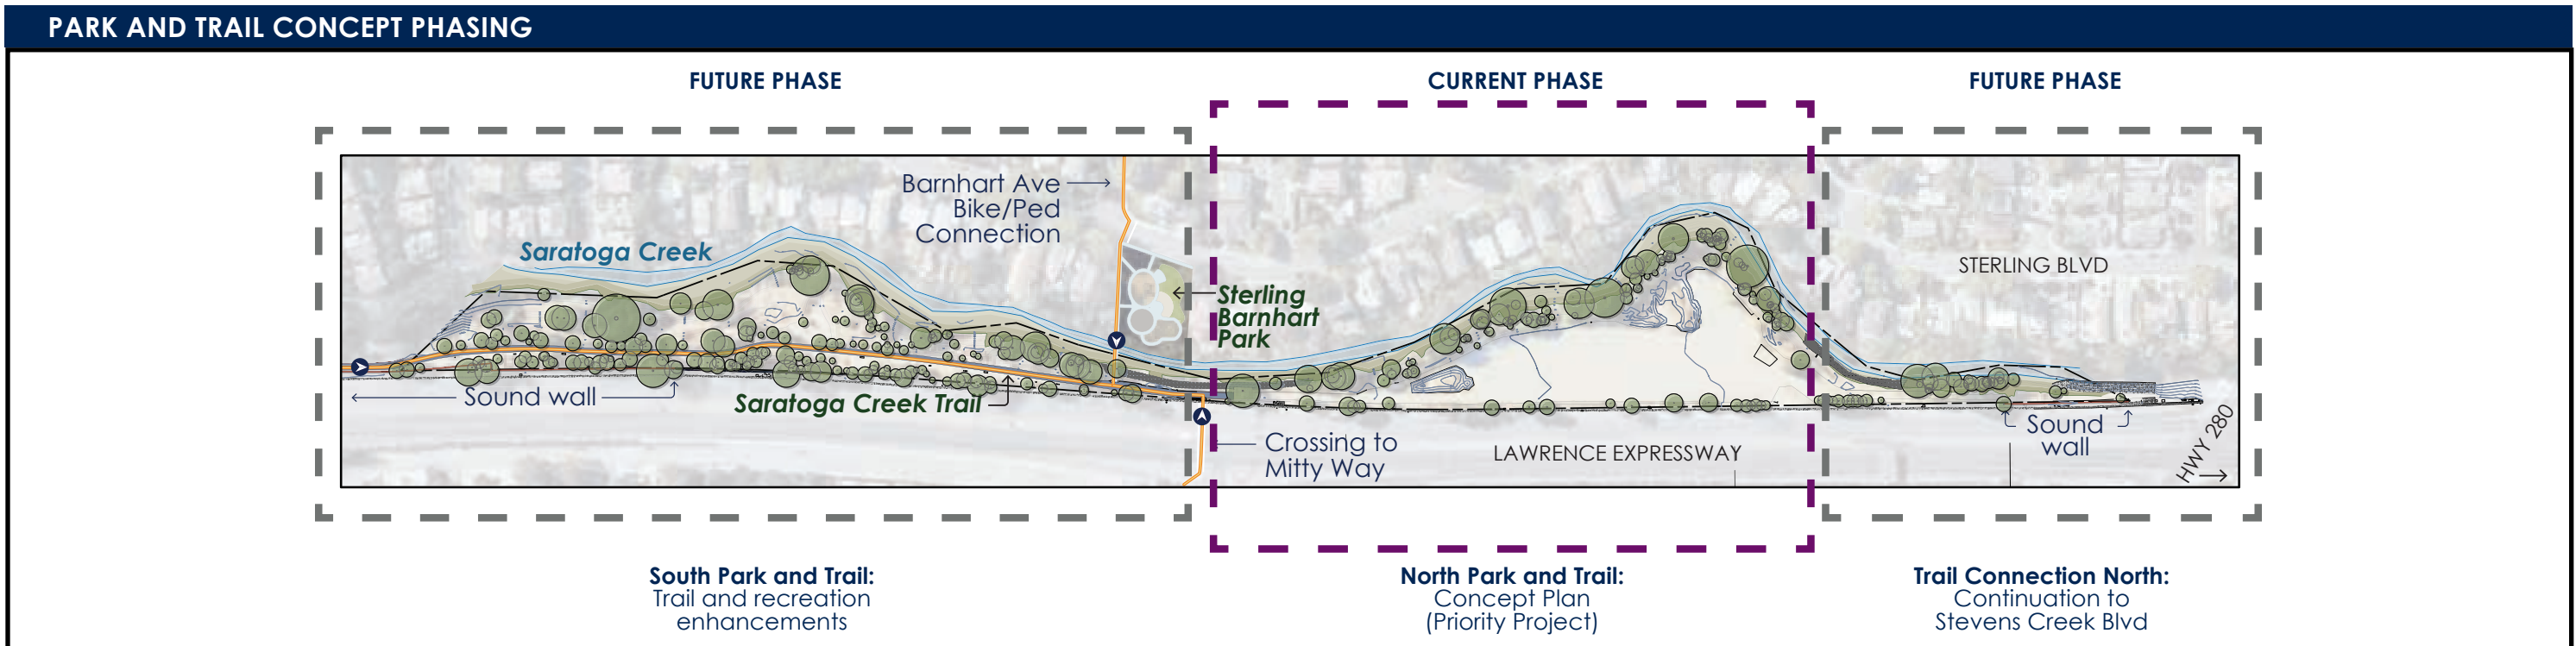 PARK AND TRAIL CONCEPT PHASING
FUTURE PHASE
CURRENT PHASE
FUTURE PHASE
Barnhart Ave
Bike/Ped
Connection
Saratoga Creek
Sterling
Barnhart
Park
STERLING BLVD
Sound wall
Saratoga Creek Trail
Crossing to
Mitty Way
LAWRENCE EXPRESSWAY
Sound
wall
HWY 280
South Park and Trail:
Trail and recreation
enhancements
North Park and Trail:
Concept Plan
(Priority Project)
Trail Connection North:
Continuation to
Stevens Creek Blvd